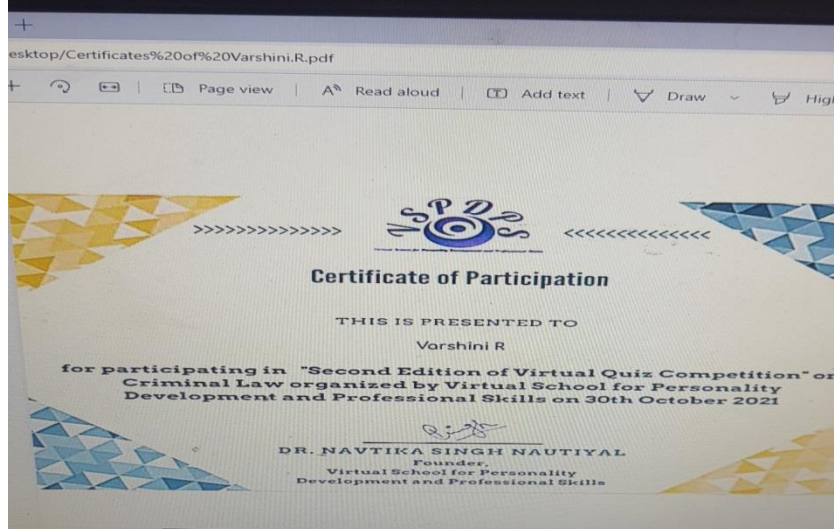 +
esktop/Certificates%20of%20Varshini.R.pdf
+ Page view A Read aloud T Add text Draw High
VSPDPS
>>>>>>>>>>>>>> <<<<<<<<<<<<<<
Certificate of Participation
THIS IS PRESENTED TO
Varshini R
for participating in "Second Edition of Virtual Quiz Competition" on
Criminal Law organized by Virtual School for Personality
Development and Professional Skills on 30th October 2021
DR. NAVTIKA SINGH NAUTIYAL
Founder,
Virtual School for Personality
Development and Professional Skills